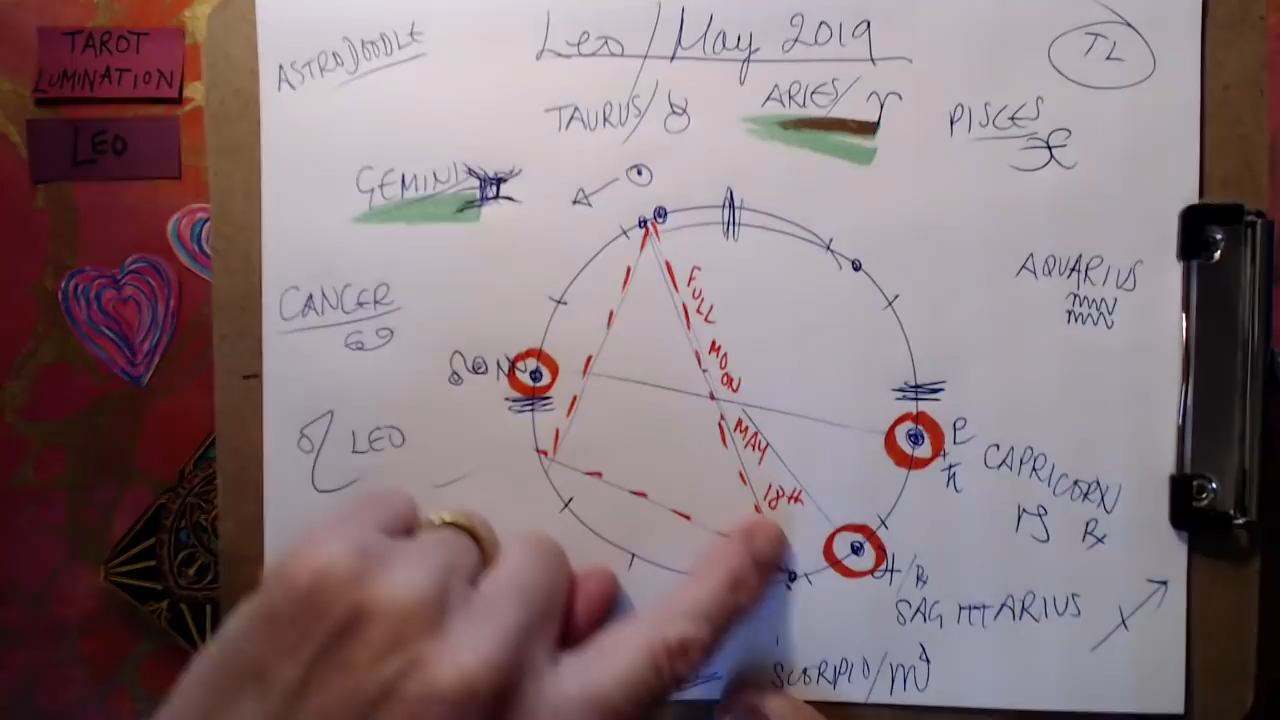 TAROT
LUMINATION
LEO
ASTRODOODLE
Leo/May 2019
TL
TAURUS/♉
ARIES/♈
PISCES
♓
GEMINI ♊
CANCER
♋
AQUARIUS
♒
FULL
MOON
MAY
18th
♌ LEO
CAPRICORN
♑ ℞
SAGITTARIUS
SCORPIO/♏